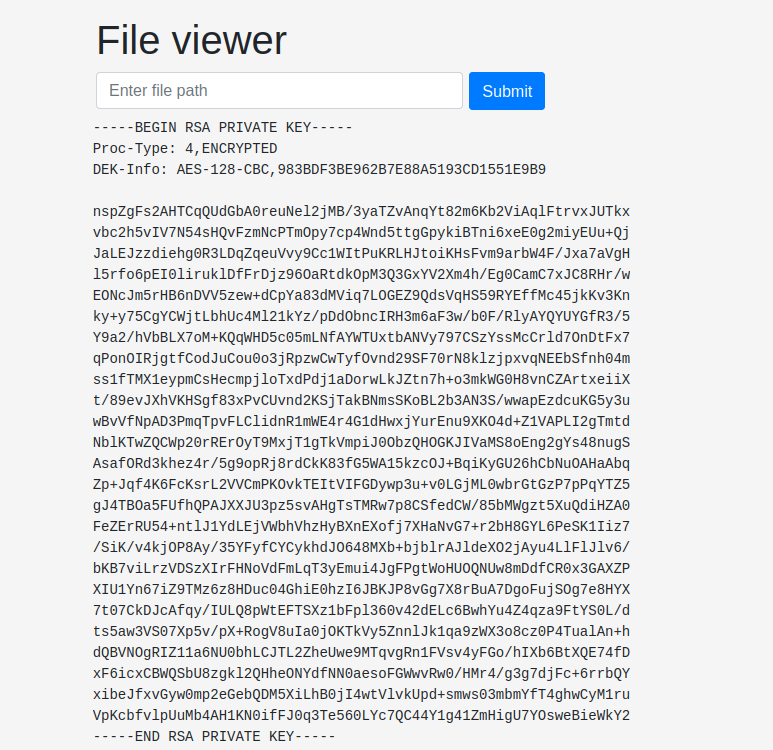 File viewer
Enter file path
Submit
-----BEGIN RSA PRIVATE KEY-----
Proc-Type: 4,ENCRYPTED
DEK-Info: AES-128-CBC,983BDF3BE962B7E88A5193CD1551E9B9

nspZgFs2AHTCqQUdGbA0reuNel2jMB/3yaTZvAnqYt82m6Kb2ViAqlFtrvxJUTkx
vbc2h5vIV7N54sHQvFzmNcPTmOpy7cp4Wnd5ttgGpykiBTni6xeE0g2miyEUu+Qj
JaLEJzzdiehg0R3LDqZqeuVvy9Cc1WItPuKRLHJtoiKHsFvm9arbW4F/Jxa7aVgH
l5rfo6pEI0liruklDfFrDjz96OaRtdkOpM3Q3GxYV2Xm4h/Eg0CamC7xJC8RHr/w
EONcJm5rHB6nDVV5zew+dCpYa83dMViq7LOGEZ9QdsVqHS59RYEffMc45jkKv3Kn
ky+y75CgYCWjtLbhUc4Ml21kYz/pDdObncIRH3m6aF3w/b0F/RlyAYQYUYGfR3/5
Y9a2/hVbBLX7oM+KQqWHD5c05mLNfAYWTUxtbANVy797CSzYssMcCrld7OnDtFx7
qPonOIRjgtfCodJuCou0o3jRpzwCwTyfOvnd29SF70rN8klzjpxvqNEEbSfnh04m
ss1fTMX1eypmCsHecmpjloTxdPdj1aDorwLkJZtn7h+o3mkWG0H8vnCZArtxeiiX
t/89evJXhVKHSgf83xPvCUvnd2KSjTakBNmsSKoBL2b3AN3S/wwapEzdcuKG5y3u
wBvVfNpAD3PmqTpvFLClidnR1mWE4r4G1dHwxjYurEnu9XKO4d+Z1VAPLI2gTmtd
NblKTwZQCWp20rRErOyT9MxjT1gTkVmpiJ0ObzQHOGKJIVaMS8oEng2gYs48nugS
AsafORd3khez4r/5g9opRj8rdCkK83fG5WA15kzcOJ+BqiKyGU26hCbNuOAHaAbq
Zp+Jqf4K6FcKsrL2VVCmPKOvkTEItVIFGDywp3u+v0LGjML0wbrGtGzP7pPqYTZ5
gJ4TBOa5FUfhQPAJXXJU3pz5svAHgTsTMRw7p8CSfedCW/85bMWgzt5XuQdiHZA0
FeZErRU54+ntlJ1YdLEjVWbhVhzHyBXnEXofj7XHaNvG7+r2bH8GYL6PeSK1Iiz7
/SiK/v4kjOP8Ay/35YFyfCYCykhdJO648MXb+bjblrAJldeXO2jAyu4LlFlJlv6/
bKB7viLrzVDSzXIrFHNoVdFmLqT3yEmui4JgFPgtWoHUOQNUw8mDdfCR0x3GAXZP
XIU1Yn67iZ9TMz6z8HDuc04GhiE0hzI6JBKJP8vGg7X8rBuA7DgoFujSOg7e8HYX
7t07CkDJcAfqy/IULQ8pWtEFTSXz1bFpl360v42dELc6BwhYu4Z4qza9FtYS0L/d
ts5aw3VS07Xp5v/pX+RogV8uIa0jOKTkVy5ZnnlJk1qa9zWX3o8cz0P4TualAn+h
dQBVNOgRIZ11a6NU0bhLCJTL2ZheUwe9MTqvgRn1FVsv4yFGo/hIXb6BtXQE74fD
xF6icxCBWQSbU8zgkl2QHheONYdfNN0aesoFGWwvRw0/HMr4/g3g7djFc+6rrbQY
xibeJfxvGyw0mp2eGebQDM5XiLhB0jI4wtVlvkUpd+smws03mbmYfT4ghwCyM1ru
VpKcbfvlpUuMb4AH1KN0ifFJ0q3Te560LYc7QC44Y1g41ZmHigU7YOsweBieWkY2
-----END RSA PRIVATE KEY-----